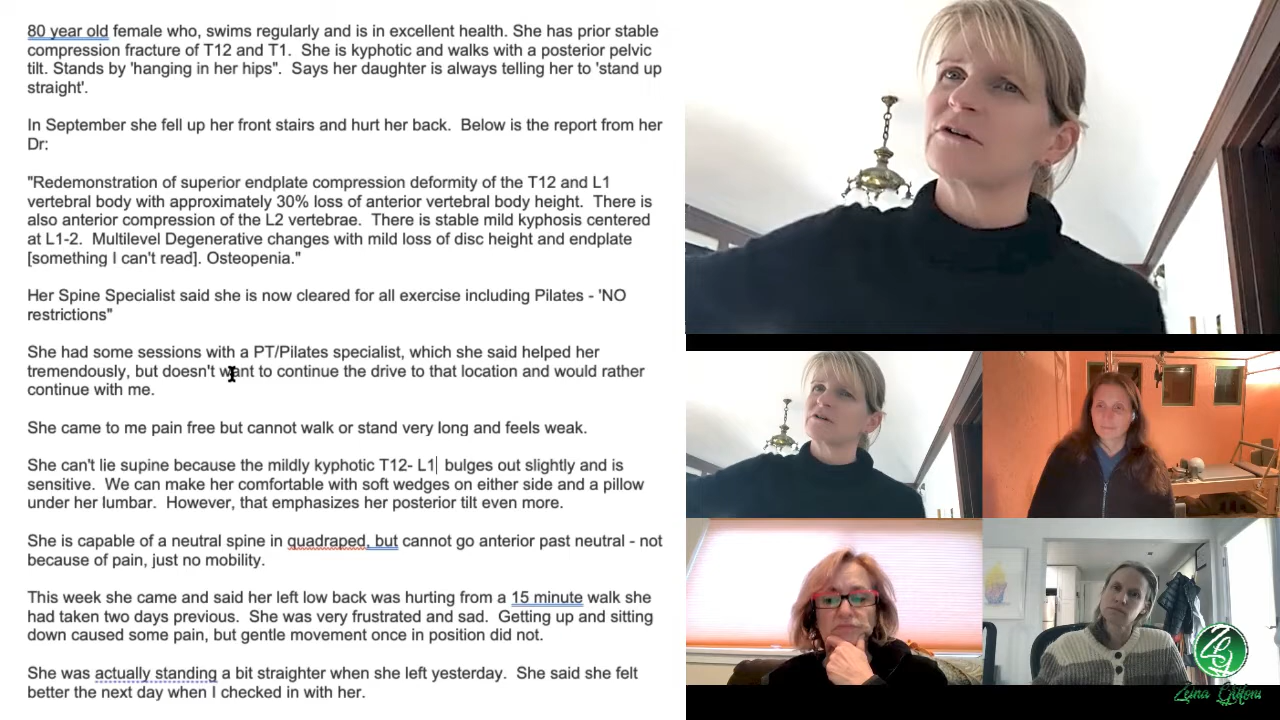 80 year old female who, swims regularly and is in excellent health. She has prior stable
compression fracture of T12 and T1.  She is kyphotic and walks with a posterior pelvic
tilt. Stands by 'hanging in her hips".  Says her daughter is always telling her to 'stand up
straight'.
In September she fell up her front stairs and hurt her back.  Below is the report from her
Dr:
"Redemonstration of superior endplate compression deformity of the T12 and L1
vertebral body with approximately 30% loss of anterior vertebral body height.  There is
also anterior compression of the L2 vertebrae.  There is stable mild kyphosis centered
at L1-2.  Multilevel Degenerative changes with mild loss of disc height and endplate
[something I can't read]. Osteopenia."
Her Spine Specialist said she is now cleared for all exercise including Pilates - 'NO
restrictions"
She had some sessions with a PT/Pilates specialist, which she said helped her
tremendously, but doesn't want to continue the drive to that location and would rather
continue with me.
She came to me pain free but cannot walk or stand very long and feels weak.
She can't lie supine because the mildly kyphotic T12- L1 bulges out slightly and is
sensitive.  We can make her comfortable with soft wedges on either side and a pillow
under her lumbar.  However, that emphasizes her posterior tilt even more.
She is capable of a neutral spine in quadraped, but cannot go anterior past neutral - not
because of pain, just no mobility.
This week she came and said her left low back was hurting from a 15 minute walk she
had taken two days previous.  She was very frustrated and sad.  Getting up and sitting
down caused some pain, but gentle movement once in position did not.
She was actually standing a bit straighter when she left yesterday.  She said she felt
better the next day when I checked in with her.